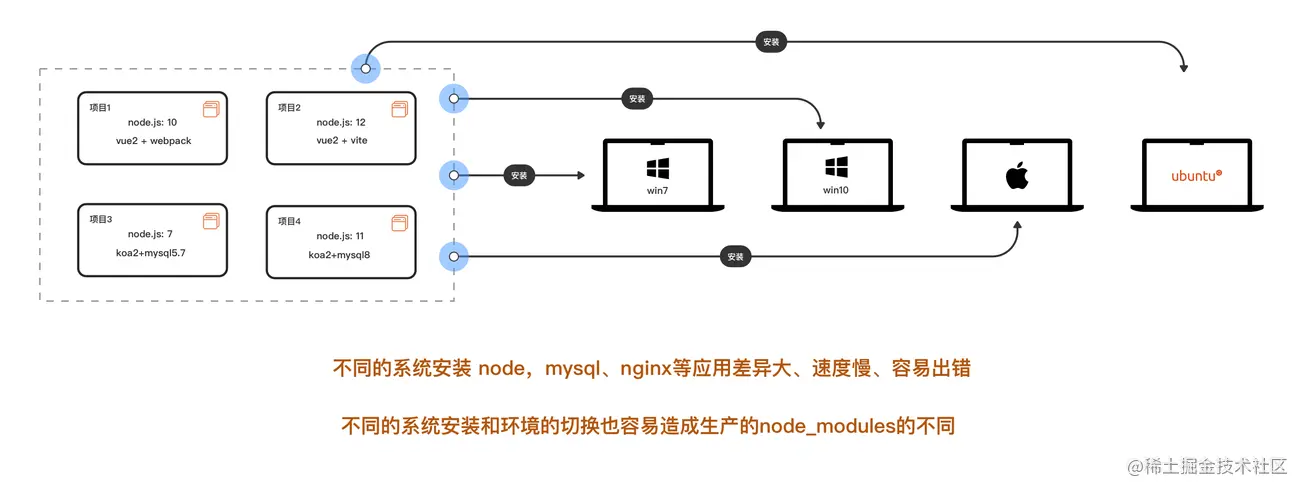 安装
项目1
node.js: 10
vue2 + webpack
项目2
node.js: 12
vue2 + vite
安装
安装
win7
win10
ubuntu®
项目3
node.js: 7
koa2+mysql5.7
项目4
node.js: 11
koa2+mysql8
安装
不同的系统安装 node，mysql、nginx等应用差异大、速度慢、容易出错
不同的系统安装和环境的切换也容易造成生产的node_modules的不同
@稀土掘金技术社区